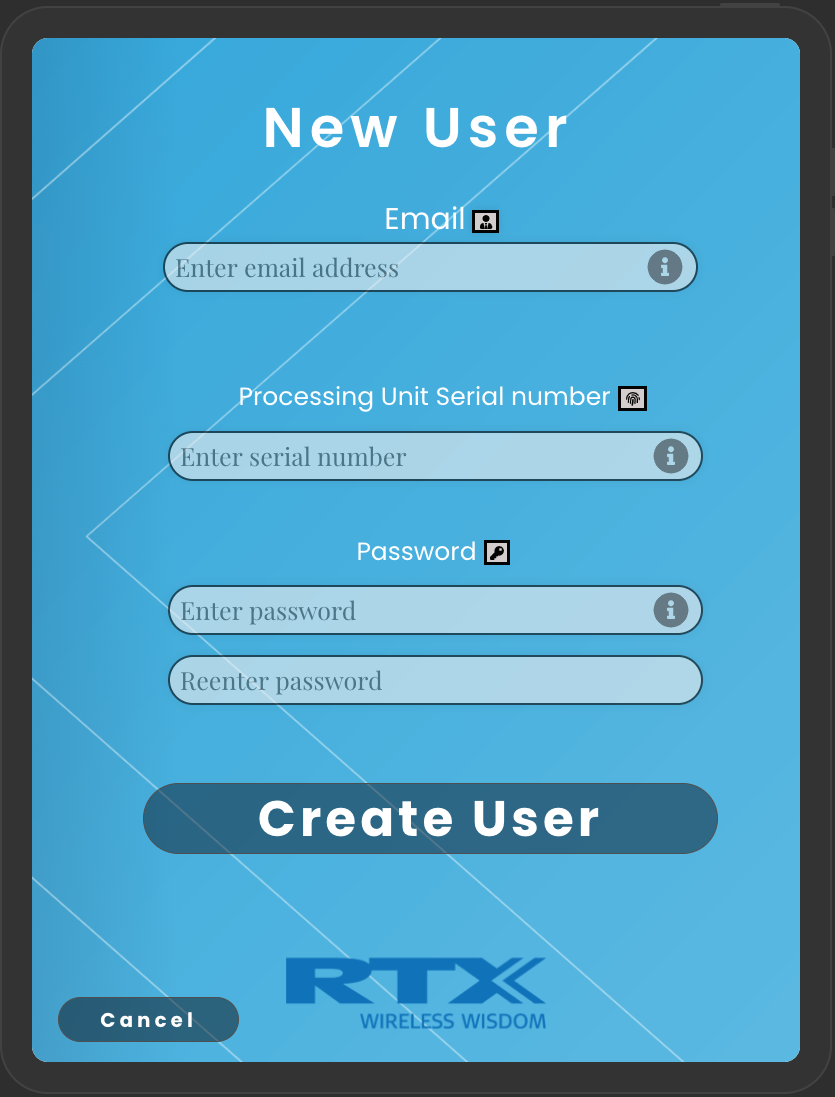 New User
Email
Enter email address
Processing Unit Serial number
Enter serial number
Password
Enter password
Reenter password
Create User
RTX
WIRELESS WISDOM
Cancel